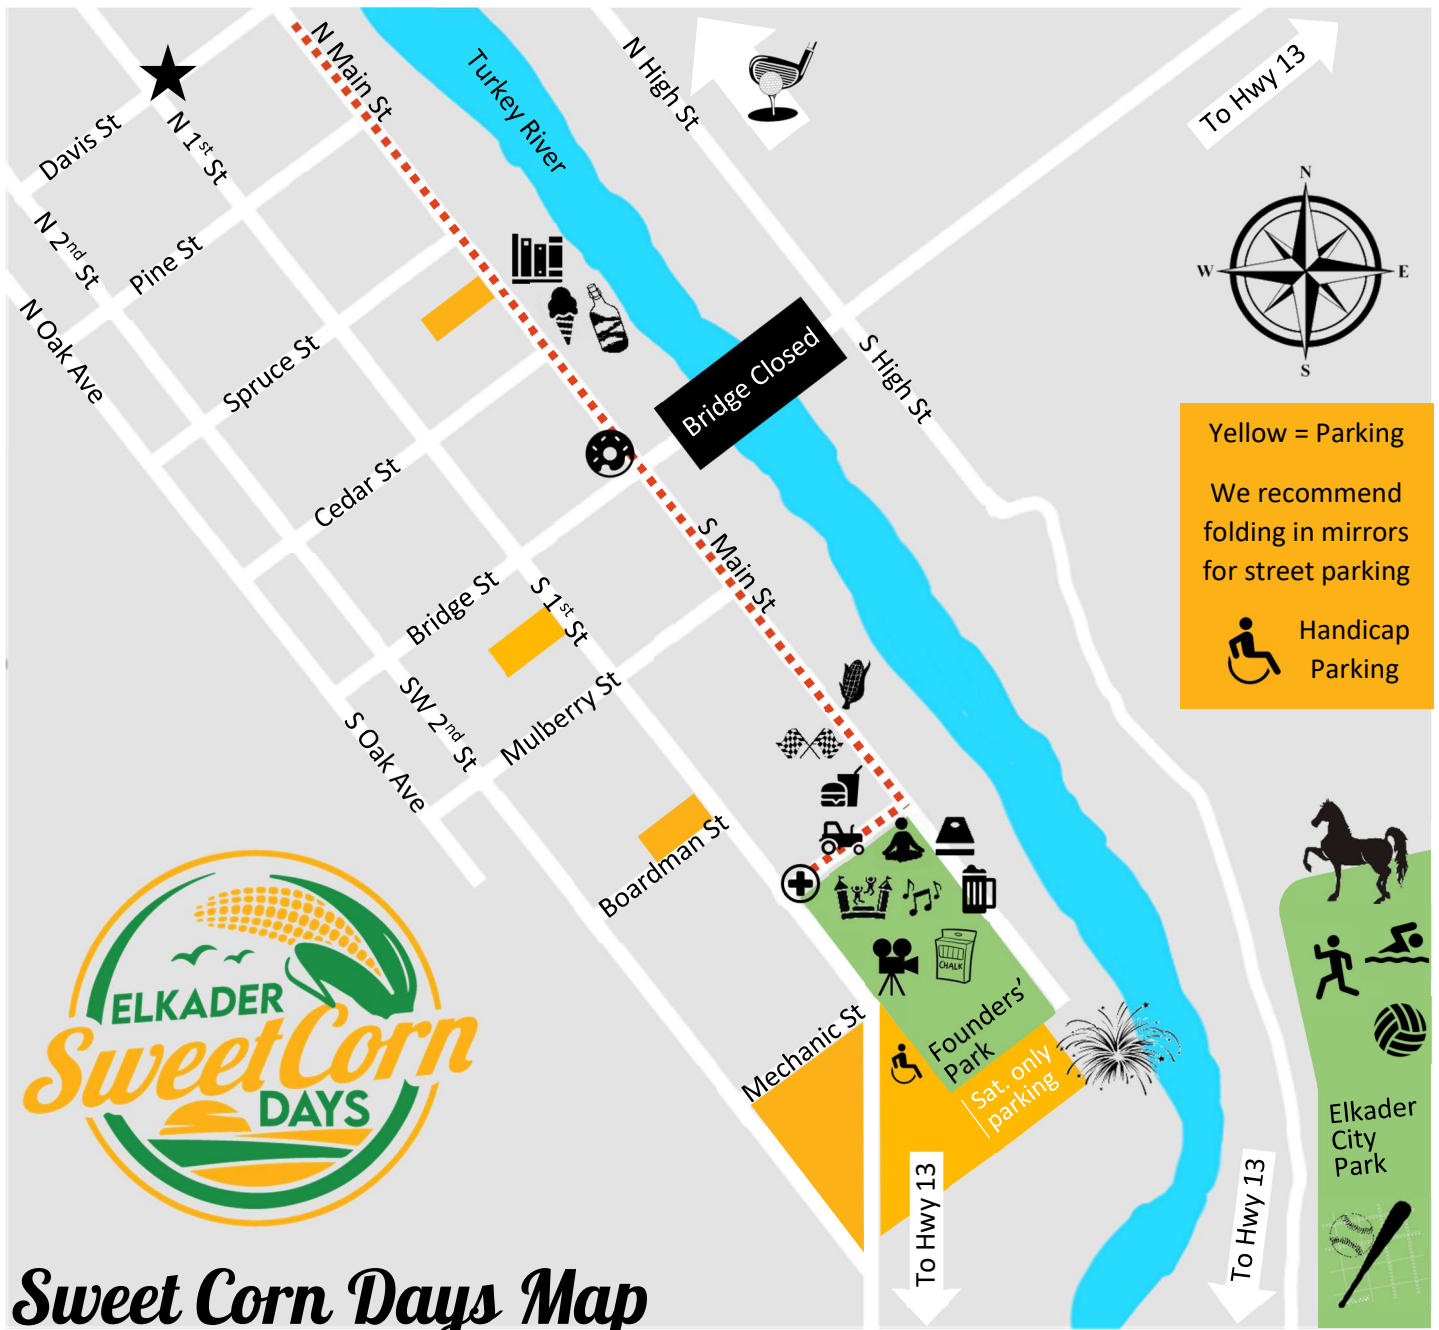 N Main St
Turkey River
N High St
To Hwy 13
Davis St
N 1st St
N
W
E
S
N 2nd St
Pine St
N Oak Ave
Spruce St
Bridge Closed
S High St
Yellow = Parking
We recommend
folding in mirrors
for street parking
Handicap
Parking
Cedar St
S Main St
Bridge St
S 1st St
SW 2nd St
Mulberry St
S Oak Ave
Boardman St
CHALK
Founders'
Park
Mechanic St
Sat. only
parking
Elkader
City
Park
To Hwy 13
To Hwy 13
ELKADER
Sweet Corn
DAYS
Sweet Corn Days Map